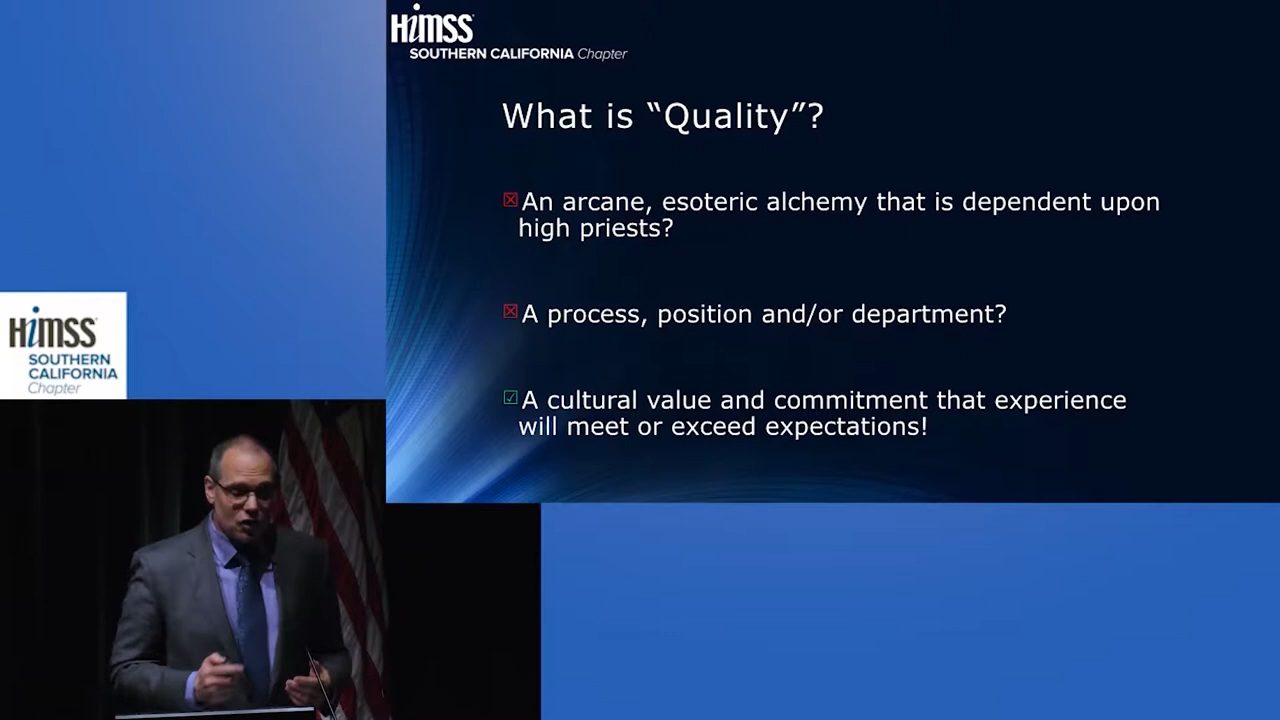 HiMSS
SOUTHERN CALIFORNIA Chapter
What is “Quality”?
An arcane, esoteric alchemy that is dependent upon
high priests?
A process, position and/or department?
A cultural value and commitment that experience
will meet or exceed expectations!
HiMSS
SOUTHERN
CALIFORNIA
Chapter